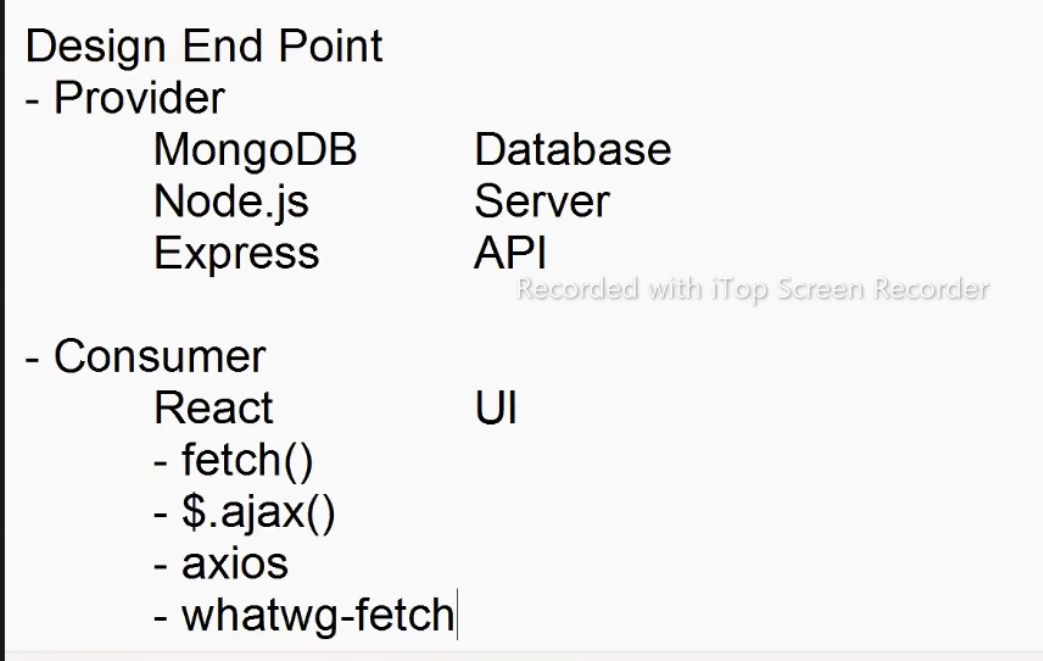 Design End Point
- Provider
MongoDB Database
Node.js Server
Express API
Recorded with iTop Screen Recorder
- Consumer
React UI
- fetch()
- $.ajax()
- axios
- whatwg-fetch